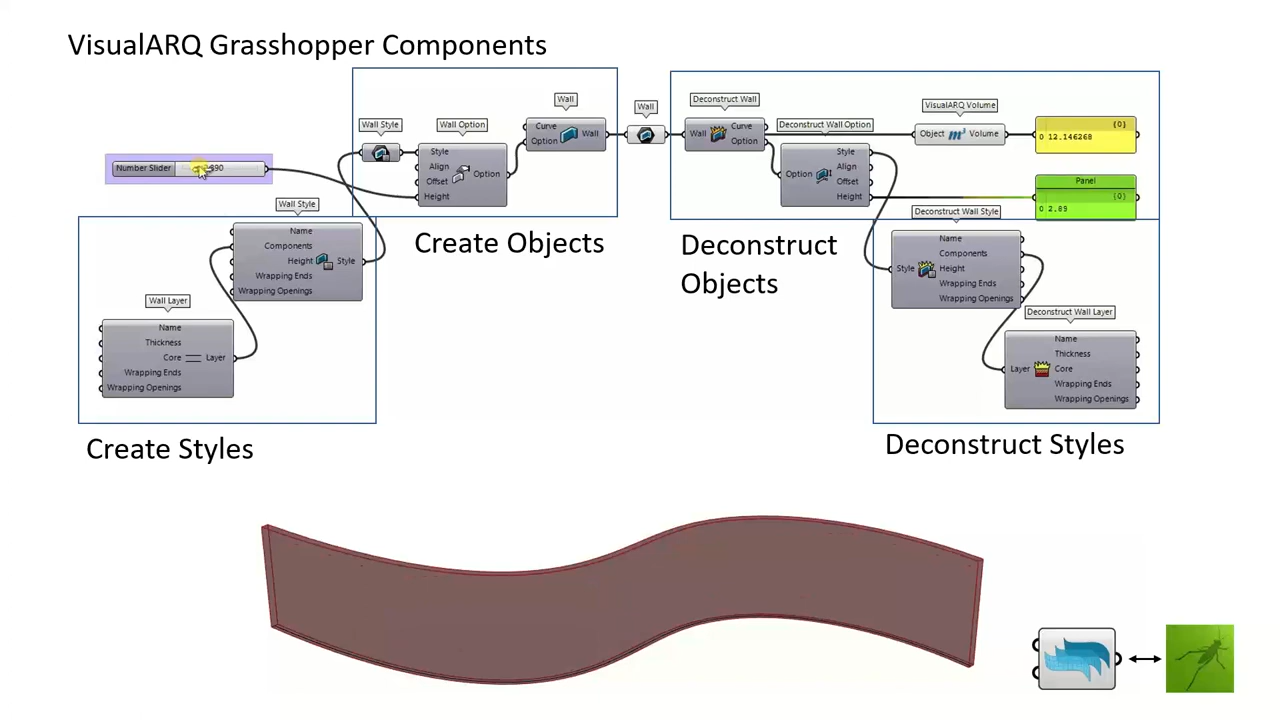 VisualARQ Grasshopper Components
Number Slider
Wall Style
Wall Option
Style
Align
Offset
Height
Option
Wall
Curve
Option
Wall
Wall
Create Objects
Deconstruct Wall
Wall
Curve
Option
Deconstruct Wall Option
Option
Style
Align
Offset
Height
VisualARQ Volume
Object m³ Volume
{0}
0 12.146268
Panel
{0}
0 2.89
Deconstruct
Objects
Wall Style
Name
Components
Height
Wrapping Ends
Wrapping Openings
Style
Wall Layer
Name
Thickness
Core
Wrapping Ends
Wrapping Openings
Layer
Create Styles
Deconstruct Wall Style
Style
Name
Components
Height
Wrapping Ends
Wrapping Openings
Deconstruct Wall Layer
Layer
Name
Thickness
Core
Wrapping Ends
Wrapping Openings
Deconstruct Styles